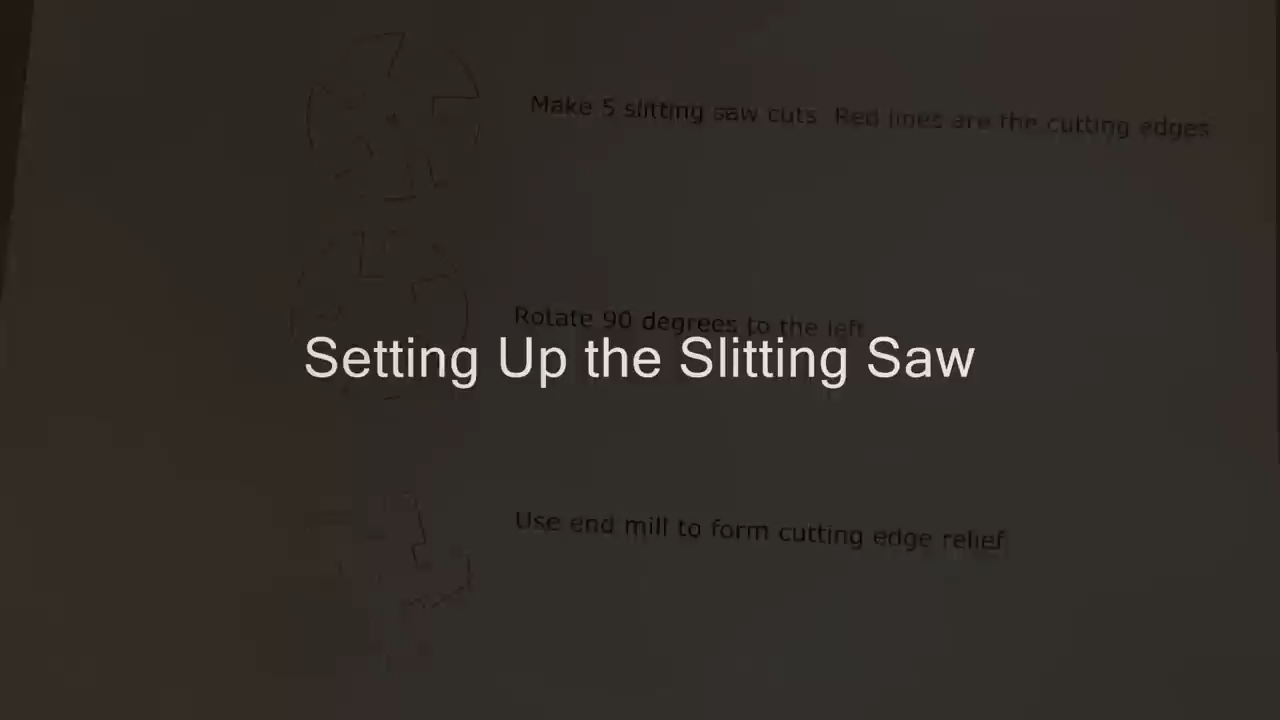 Make 5 slitting saw cuts. Red lines are the cutting edges
Rotate 90 degrees to the left
Setting Up the Slitting Saw
Use end mill to form cutting edge relief